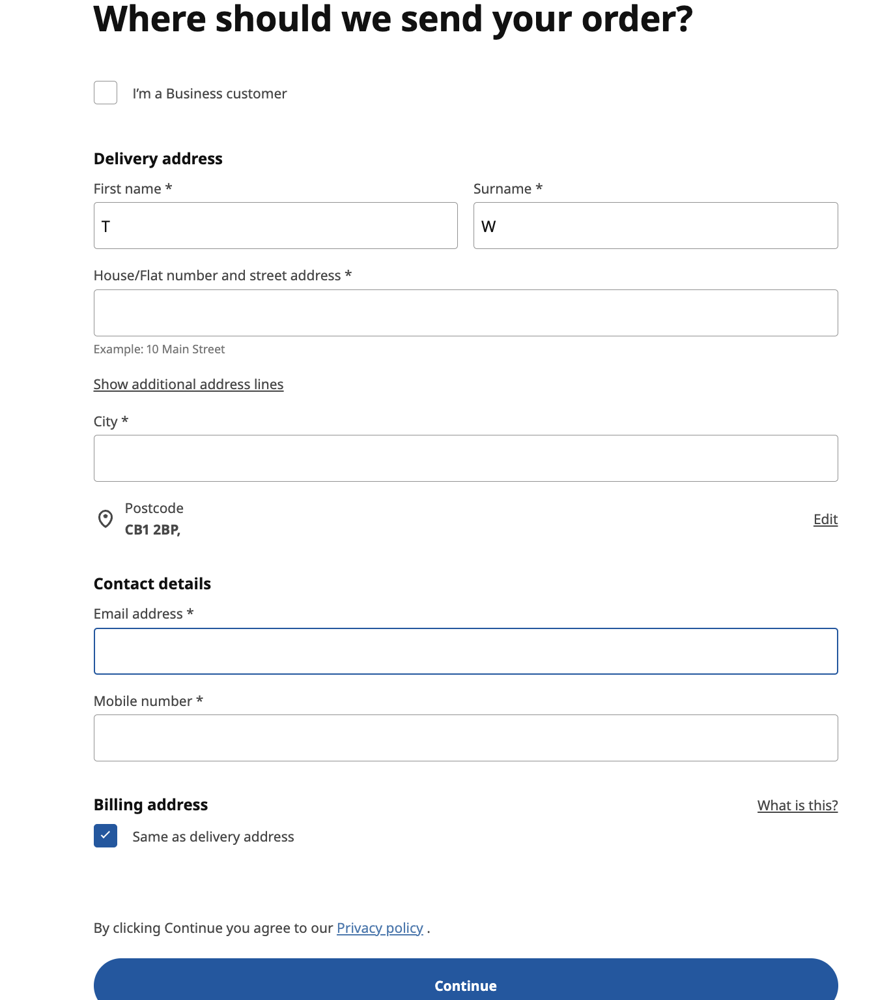 Where should we send your order?
I'm a Business customer
Delivery address
First name *
Surname *
T
W
House/Flat number and street address *
Example: 10 Main Street
Show additional address lines
City *
Postcode
CB1 2BP,
Edit
Contact details
Email address *
Mobile number *
Billing address
What is this?
Same as delivery address
By clicking Continue you agree to our Privacy policy .
Continue